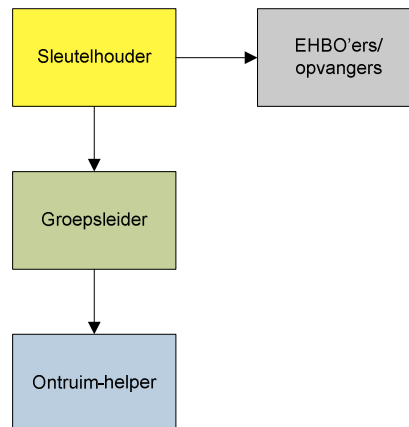 Sleutelhouder
EHBO’ers/
opvangers
Groepsleider
Ontruim-helper